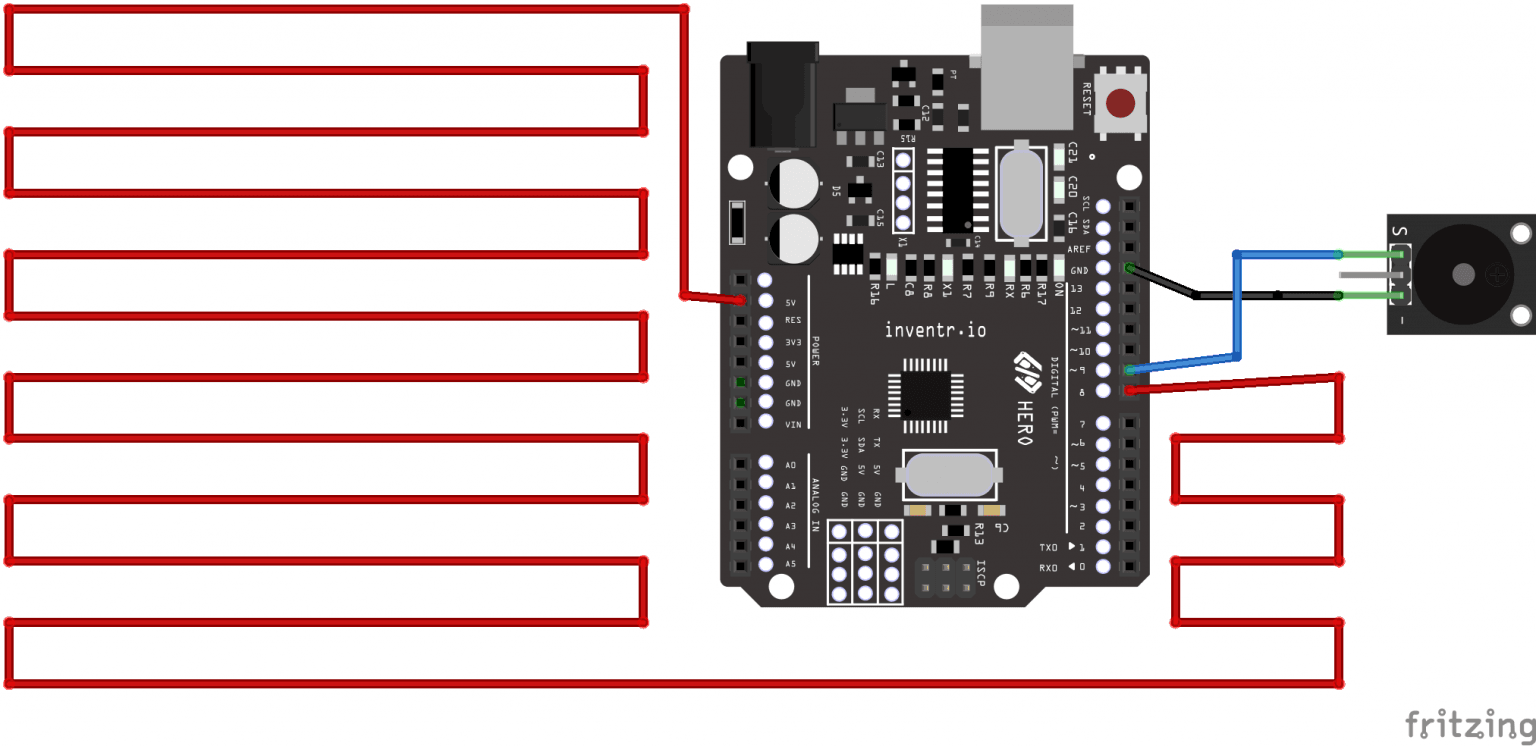 PT
RESET
C12
R15
C21
C13
C20
D5
SCL
C15
C16
SDA
X1
C14
AREF
GND
R16
L
C8
R8
X1
R7
R9
RX
R6
R17
ON
13
5V
12
RES
inventr.io
~11
3V3
POWER
~10
5V
DIGITAL (PWM= ~)
~9
GND
HERO
8
GND
VIN
3.3V SCL RX
7
3.3V SDA TX
~6
A0
GND 5V 5V
~5
A1
ANALOG IN
4
GND GND GND
A2
~3
A3
R13
C6
2
A4
TX0 ▶ 1
A5
ISCP
RX0 ◀ 0
S
-
fritzing